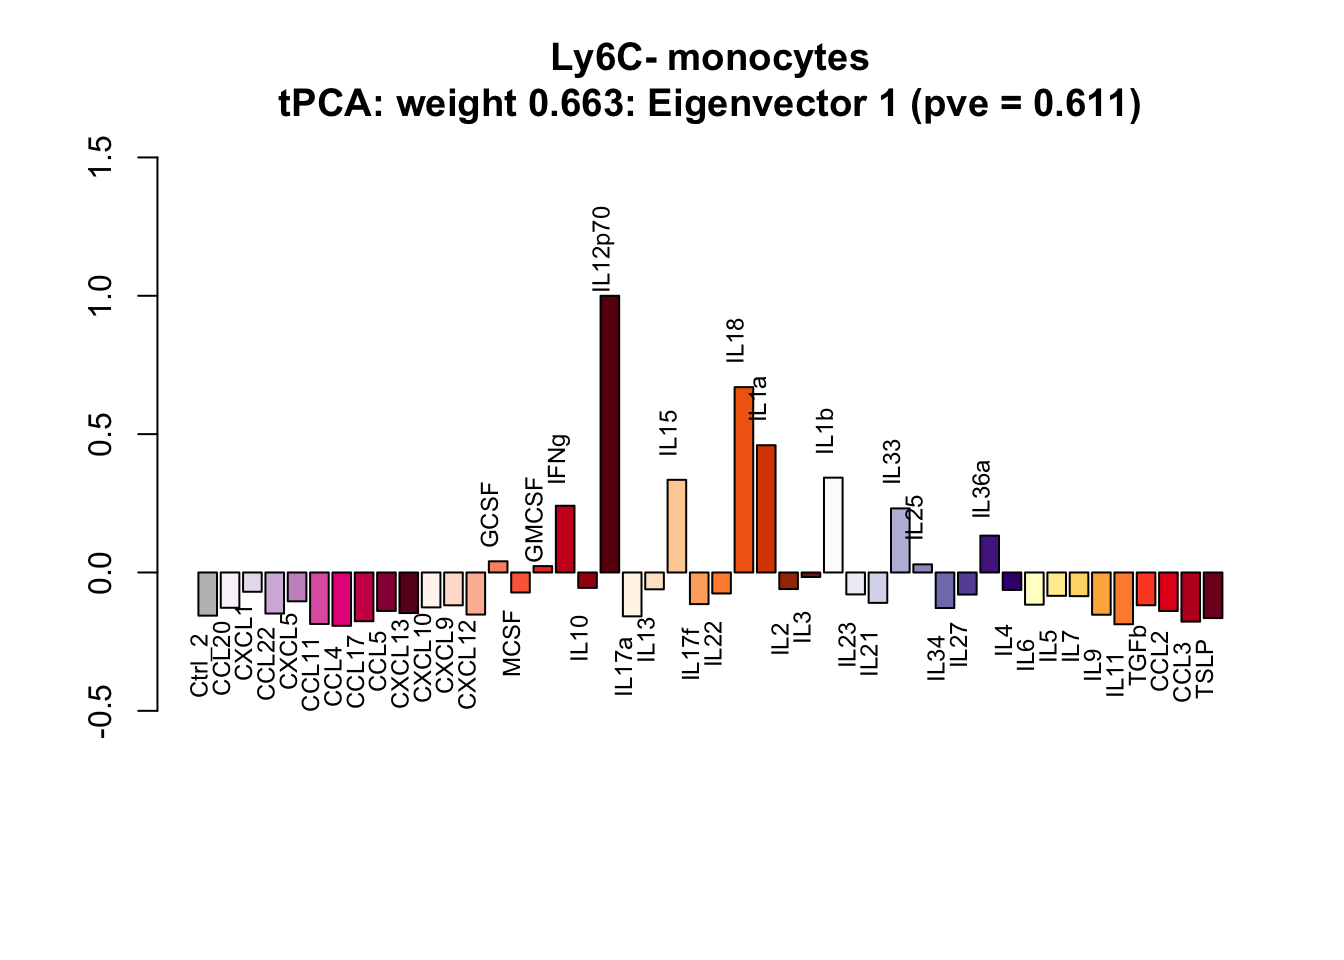 Ly6C- monocytes
tPCA: weight 0.663: Eigenvector 1 (pve = 0.611)
1.5
1.0
0.5
0.0
-0.5
Ctrl_2
CCL20
CXCL1
CCL22
CXCL5
CCL11
CCL4
CCL17
CCL5
CXCL13
CXCL10
CXCL9
CXCL12
GCSF
MCSF
GMCSF
IFNg
IL10
IL12p70
IL17a
IL13
IL15
IL17f
IL22
IL18
IL1a
IL2
IL3
IL1b
IL23
IL21
IL33
IL25
IL34
IL27
IL36a
IL4
IL6
IL5
IL7
IL9
IL11
TGFb
CCL2
CCL3
TSLP